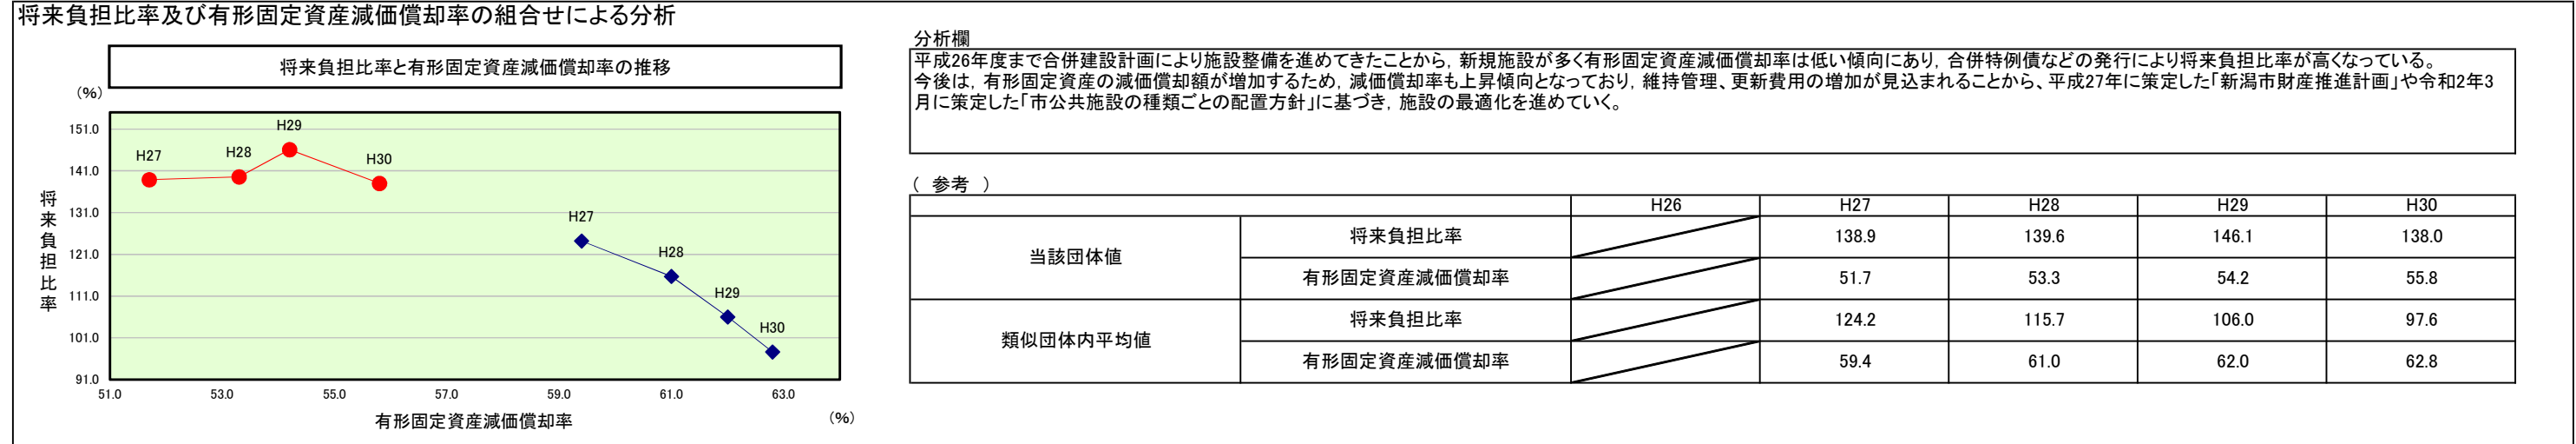 将来負担比率及び有形固定資産減価償却率の組合せによる分析
将来負担比率と有形固定資産減価償却率の推移
(%)
151.0
141.0
131.0
121.0
111.0
101.0
91.0
将来負担比率
H27
H28
H29
H30
H27
H28
H29
H30
51.0 53.0 55.0 57.0 59.0 61.0 63.0
有形固定資産減価償却率
(%)
分析欄
平成26年度まで合併建設計画により施設整備を進めてきたことから，新規施設が多く有形固定資産減価償却率は低い傾向にあり，合併特例債などの発行により将来負担比率が高くなっている。
今後は，有形固定資産の減価償却額が増加するため，減価償却率も上昇傾向となっており，維持管理、更新費用の増加が見込まれることから、平成27年に策定した「新潟市財産推進計画」や令和2年3
月に策定した「市公共施設の種類ごとの配置方針」に基づき，施設の最適化を進めていく。
（ 参考 ）
H26 H27 H28 H29 H30
当該団体値
将来負担比率 138.9 139.6 146.1 138.0
有形固定資産減価償却率 51.7 53.3 54.2 55.8
類似団体内平均値
将来負担比率 124.2 115.7 106.0 97.6
有形固定資産減価償却率 59.4 61.0 62.0 62.8